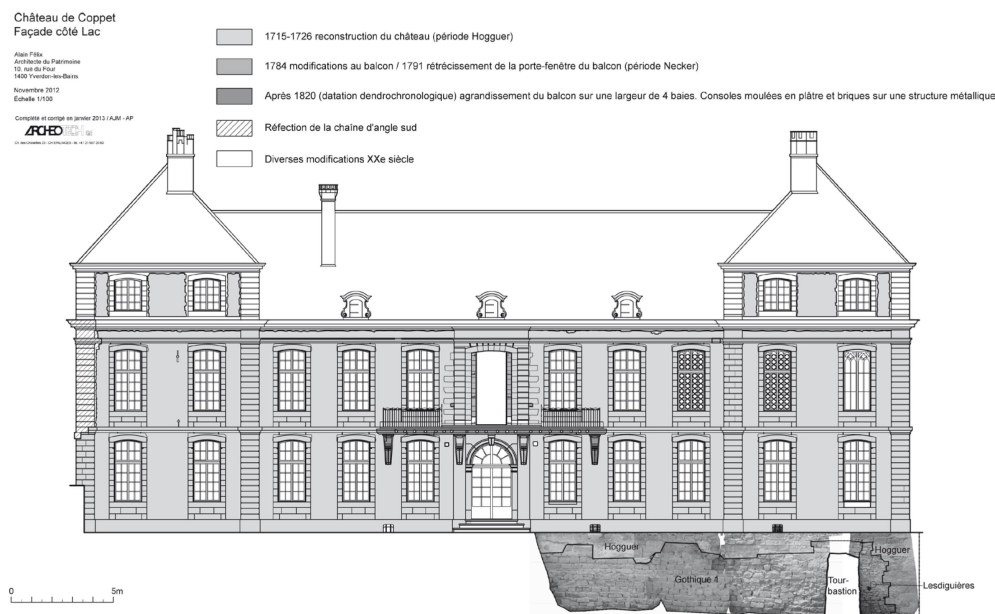 Château de Coppet
Façade côté Lac
Alain Félix
Architecte du Patrimoine
10, rue du Four
1400 Yverdon-les-Bains
Novembre 2012
Echelle 1/100
Complété et corrigé en janvier 2013 / AJM - AP
ARCHEOTECH
1715-1726 reconstruction du château (période Hogguer)
1784 modifications au balcon / 1791 rétrécissement de la porte-fenêtre du balcon (période Necker)
Après 1820 (datation dendrochronologique) agrandissement du balcon sur une largeur de 4 baies. Consoles moulées en plâtre et briques sur une structure métallique
Réfection de la chaîne d'angle sud
Diverses modifications XXe siècle
Hogguer
Hogguer
Gothique 1
Tour-
bastion
Lesdiguières
0 5m